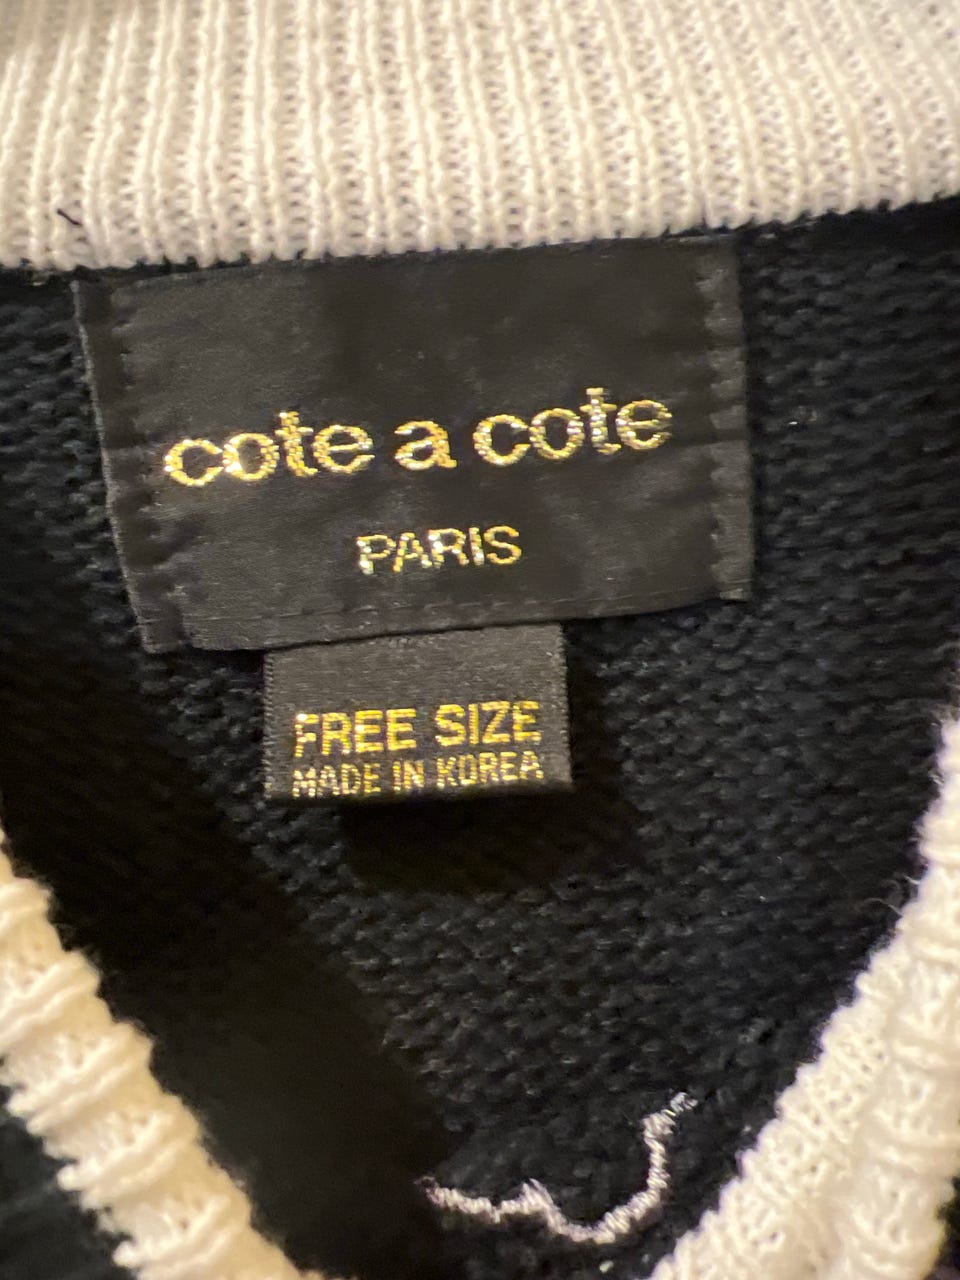 cote a cote
PARIS
FREE SIZE
MADE IN KOREA